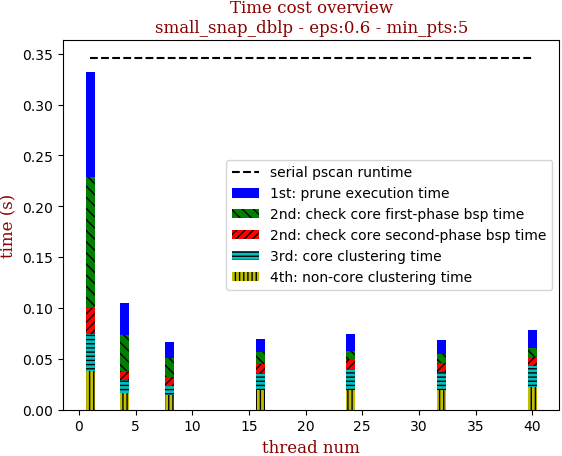 Time cost overview
small_snap_dblp - eps:0.6 - min_pts:5
time (s)
0.35
0.30
0.25
0.20
0.15
0.10
0.05
0.00
serial pscan runtime
1st: prune execution time
2nd: check core first-phase bsp time
2nd: check core second-phase bsp time
3rd: core clustering time
4th: non-core clustering time
0 5 10 15 20 25 30 35 40
thread num